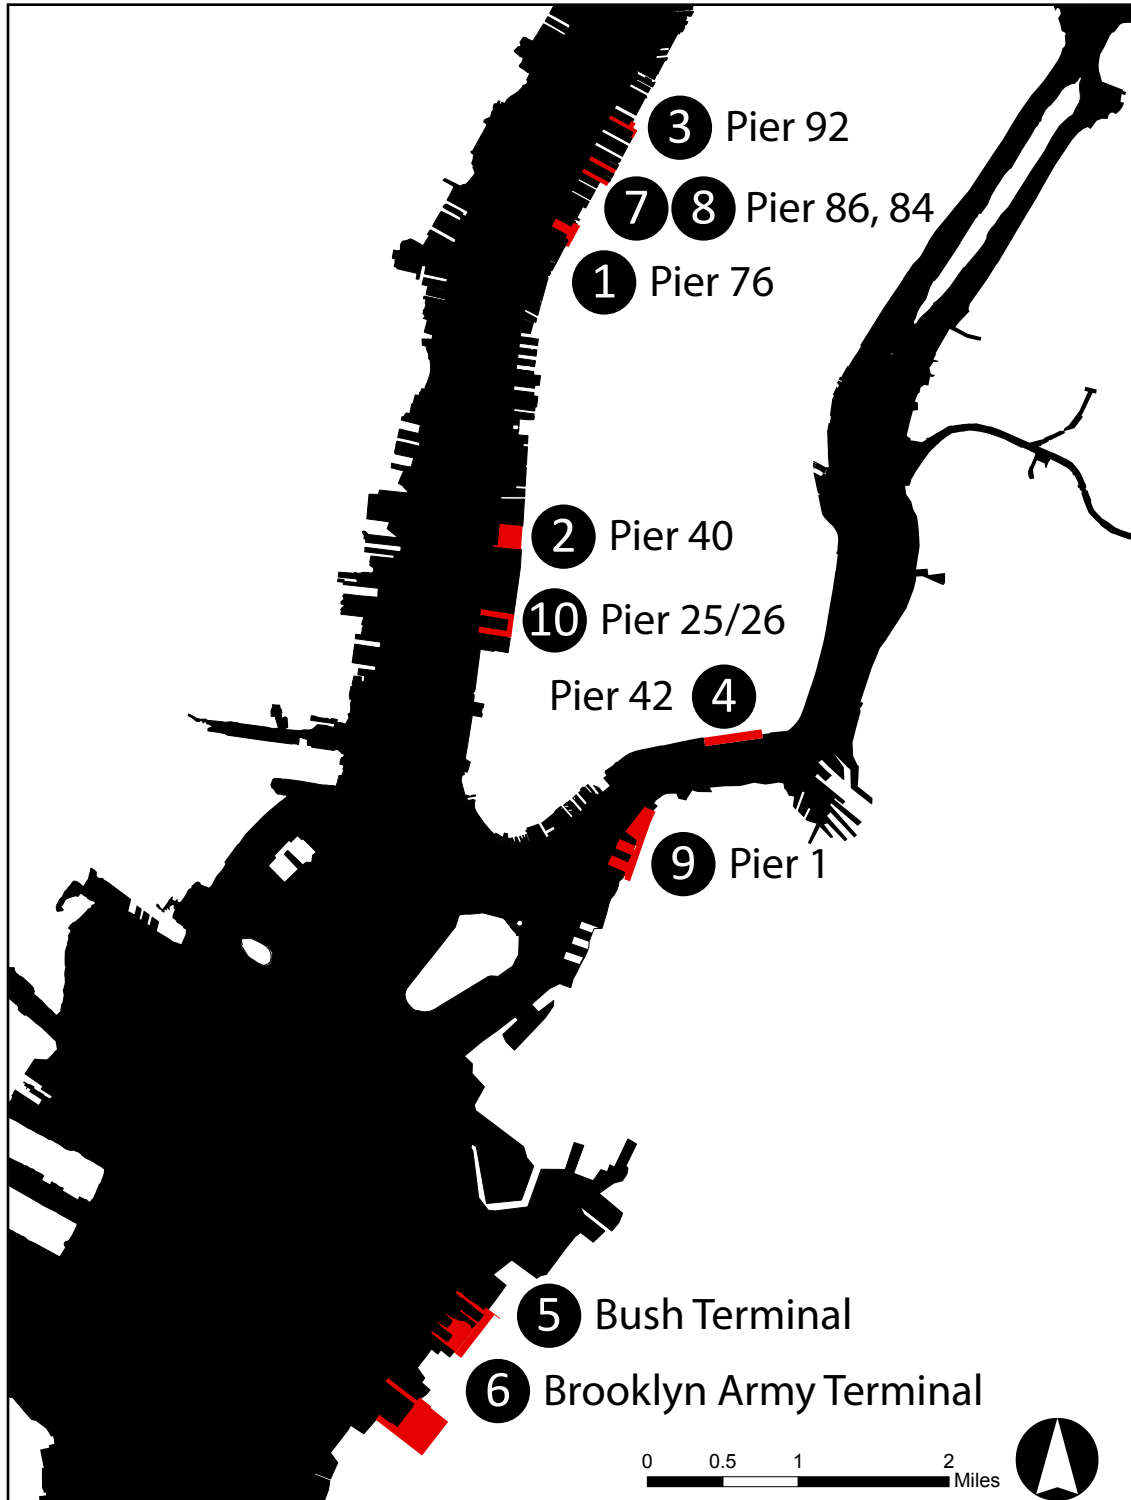 3 Pier 92
7 8 Pier 86, 84
1 Pier 76
2 Pier 40
10 Pier 25/26
Pier 42 4
9 Pier 1
5 Bush Terminal
6 Brooklyn Army Terminal
0 0.5 1 2
Miles